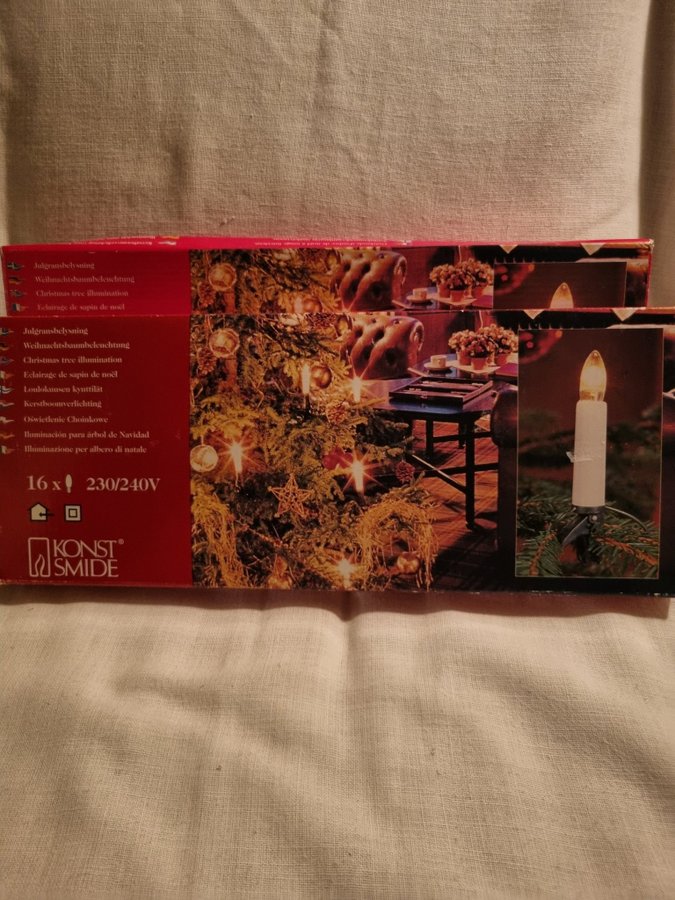 Julgransbelysning
Weihnachtsbaumbeleuchtung
Christmas tree illumination
Eclairage de sapin de noël
Julgransbelysning
Weihnachtsbaumbeleuchtung
Christmas tree illumination
Eclairage de sapin de noël
Loulokuusen kynttilät
Kerstboomverlichting
Oświetlenie Choinkowe
Iluminación para árbol de Navidad
Illuminazione per albero di natale
16 x 230/240V
KONST®
SMIDE